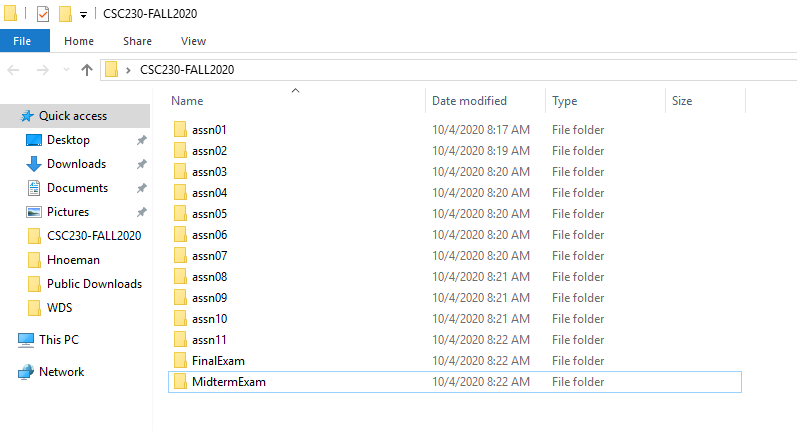 CSC230-FALL2020
File Home Share View
CSC230-FALL2020
Name Date modified Type Size
Quick access
Desktop
Downloads
Documents
Pictures
CSC230-FALL2020
Hnoeman
Public Downloads
WDS
This PC
Network
assn01 10/4/2020 8:17 AM File folder
assn02 10/4/2020 8:19 AM File folder
assn03 10/4/2020 8:20 AM File folder
assn04 10/4/2020 8:20 AM File folder
assn05 10/4/2020 8:20 AM File folder
assn06 10/4/2020 8:20 AM File folder
assn07 10/4/2020 8:20 AM File folder
assn08 10/4/2020 8:21 AM File folder
assn09 10/4/2020 8:21 AM File folder
assn10 10/4/2020 8:21 AM File folder
assn11 10/4/2020 8:22 AM File folder
FinalExam 10/4/2020 8:22 AM File folder
MidtermExam 10/4/2020 8:22 AM File folder